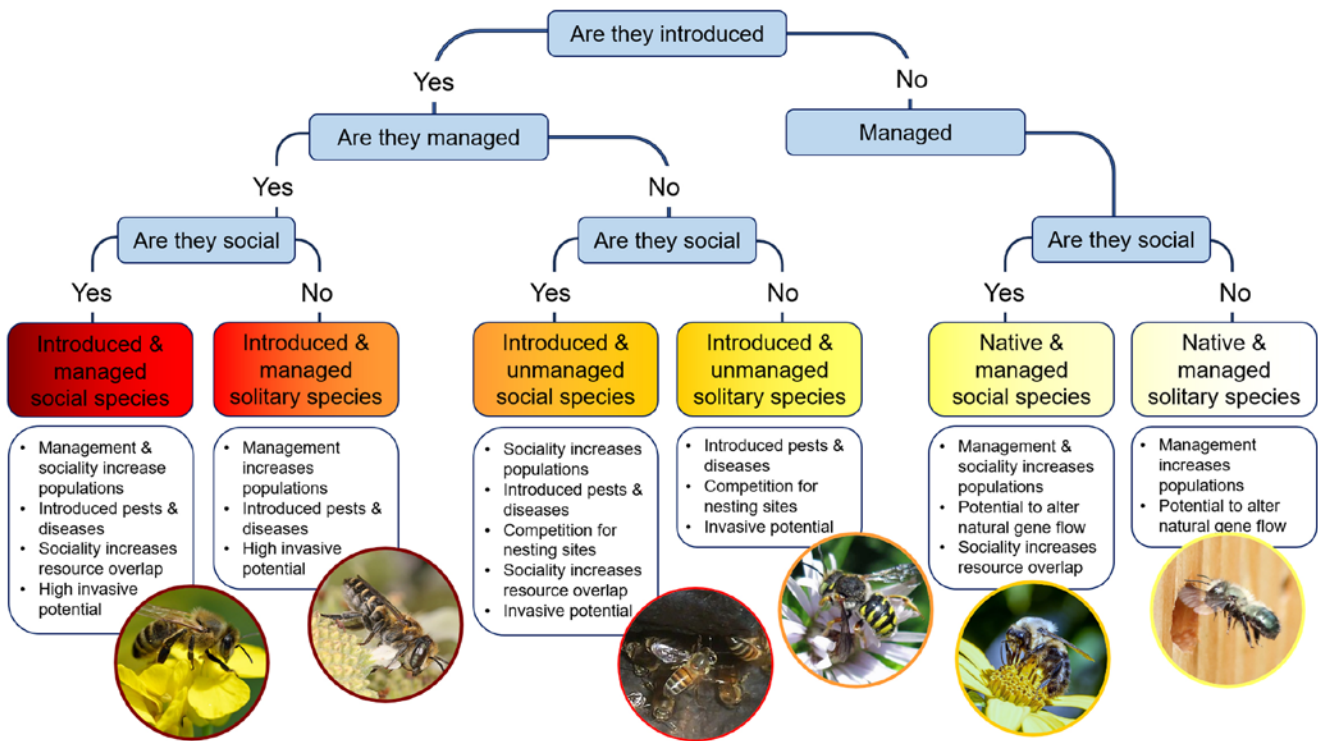 Are they introduced
Yes
No
Are they managed
Managed
Yes
No
Are they social
Are they social
Are they social
Yes
No
Yes
No
Yes
No
Introduced &
managed
social species
Introduced &
managed
solitary species
Introduced &
unmanaged
social species
Introduced &
unmanaged
solitary species
Native &
managed
social species
Native &
managed
solitary species
• Management &
sociality increase
populations
• Introduced pests &
diseases
• Sociality increases
resource overlap
• High invasive
potential
• Management
increases
populations
• Introduced pests &
diseases
• High invasive
potential
• Sociality increases
populations
• Introduced pests &
diseases
• Competition for
nesting sites
• Sociality increases
resource overlap
• Invasive potential
• Introduced pests &
diseases
• Competition for
nesting sites
• Invasive potential
• Management &
sociality increases
populations
• Potential to alter
natural gene flow
• Sociality increases
resource overlap
• Management
increases
populations
• Potential to alter
natural gene flow